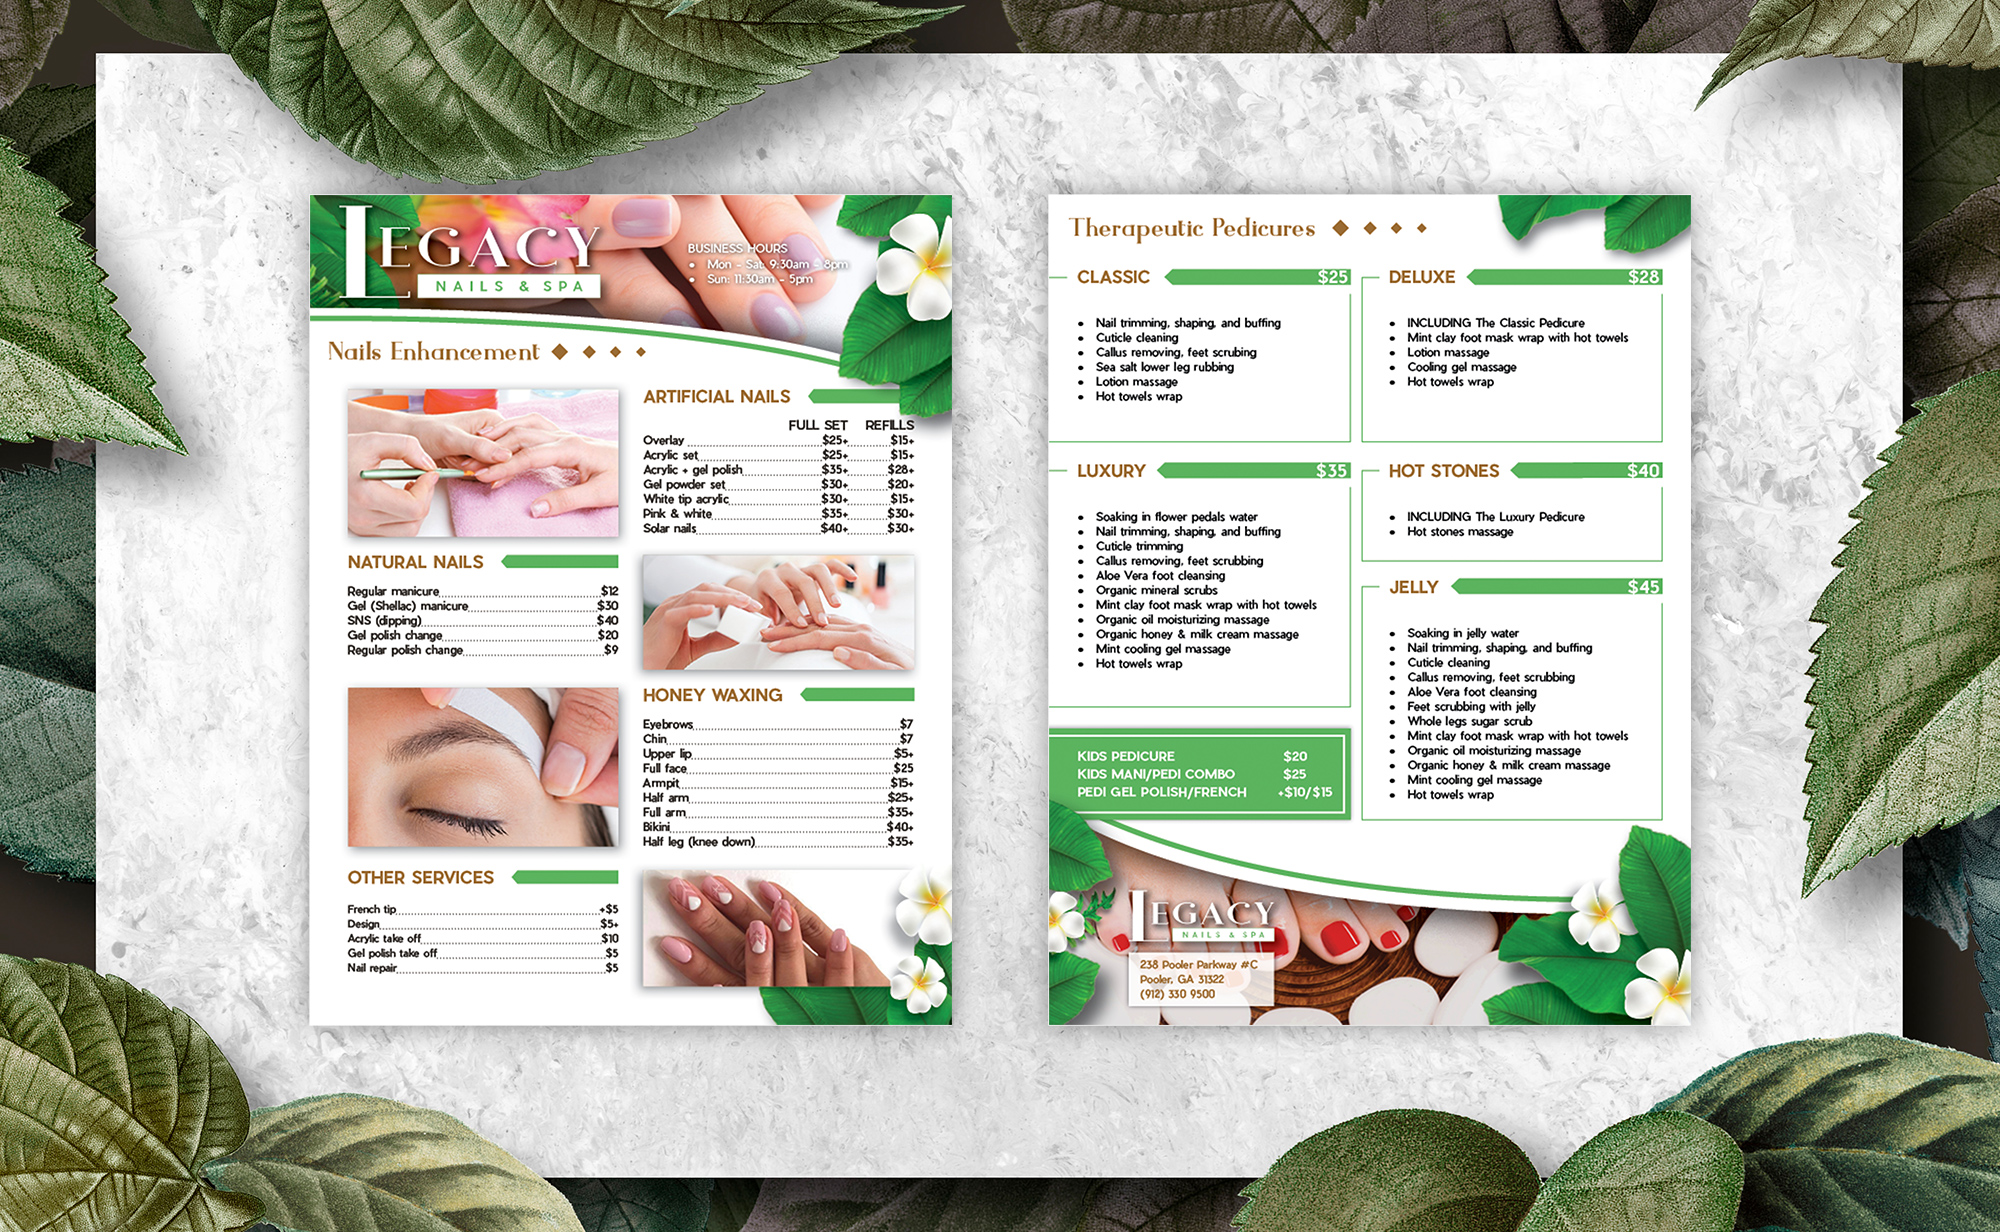 LEGACY
NAILS & SPA
BUSINESS HOURS
• Mon - Sat: 9:30am - 8pm
• Sun: 11:30am - 5pm
Nails Enhancement
ARTIFICIAL NAILS
FULL SET REFILLS
Overlay $25+ $15+
Acrylic set $25+ $15+
Acrylic + gel polish $35+ $28+
Gel powder set $30+ $20+
White tip acrylic $30+ $15+
Pink & white $35+ $30+
Solar nails $40+ $30+
NATURAL NAILS
Regular manicure $12
Gel (Shellac) manicure $30
SNS (dipping) $40
Gel polish change $20
Regular polish change $9
HONEY WAXING
Eyebrows $7
Chin $7
Upper lip $5+
Full face $25
Armpit $15+
Half arm $25+
Full arm $35+
Bikini $40+
Half leg (knee down) $35+
OTHER SERVICES
French tip +$5
Design $5+
Acrylic take off $10
Gel polish take off $5
Nail repair $5
Therapeutic Pedicures
CLASSIC $25
• Nail trimming, shaping, and buffing
• Cuticle cleaning
• Callus removing, feet scrubing
• Sea salt lower leg rubbing
• Lotion massage
• Hot towels wrap
DELUXE $28
• INCLUDING The Classic Pedicure
• Mint clay foot mask wrap with hot towels
• Lotion massage
• Cooling gel massage
• Hot towels wrap
LUXURY $35
• Soaking in flower pedals water
• Nail trimming, shaping, and buffing
• Cuticle trimming
• Callus removing, feet scrubbing
• Aloe Vera foot cleansing
• Organic mineral scrubs
• Mint clay foot mask wrap with hot towels
• Organic oil moisturizing massage
• Organic honey & milk cream massage
• Mint cooling gel massage
• Hot towels wrap
HOT STONES $40
• INCLUDING The Luxury Pedicure
• Hot stones massage
JELLY $45
• Soaking in jelly water
• Nail trimming, shaping, and buffing
• Cuticle cleaning
• Callus removing, feet scrubbing
• Aloe Vera foot cleansing
• Feet scrubbing with jelly
• Whole legs sugar scrub
• Mint clay foot mask wrap with hot towels
• Organic oil moisturizing massage
• Organic honey & milk cream massage
• Mint cooling gel massage
• Hot towels wrap
KIDS PEDICURE $20
KIDS MANI/PEDI COMBO $25
PEDI GEL POLISH/FRENCH +$10/$15
LEGACY
NAILS & SPA
238 Pooler Parkway #C
Pooler, GA 31322
(912) 330 9500